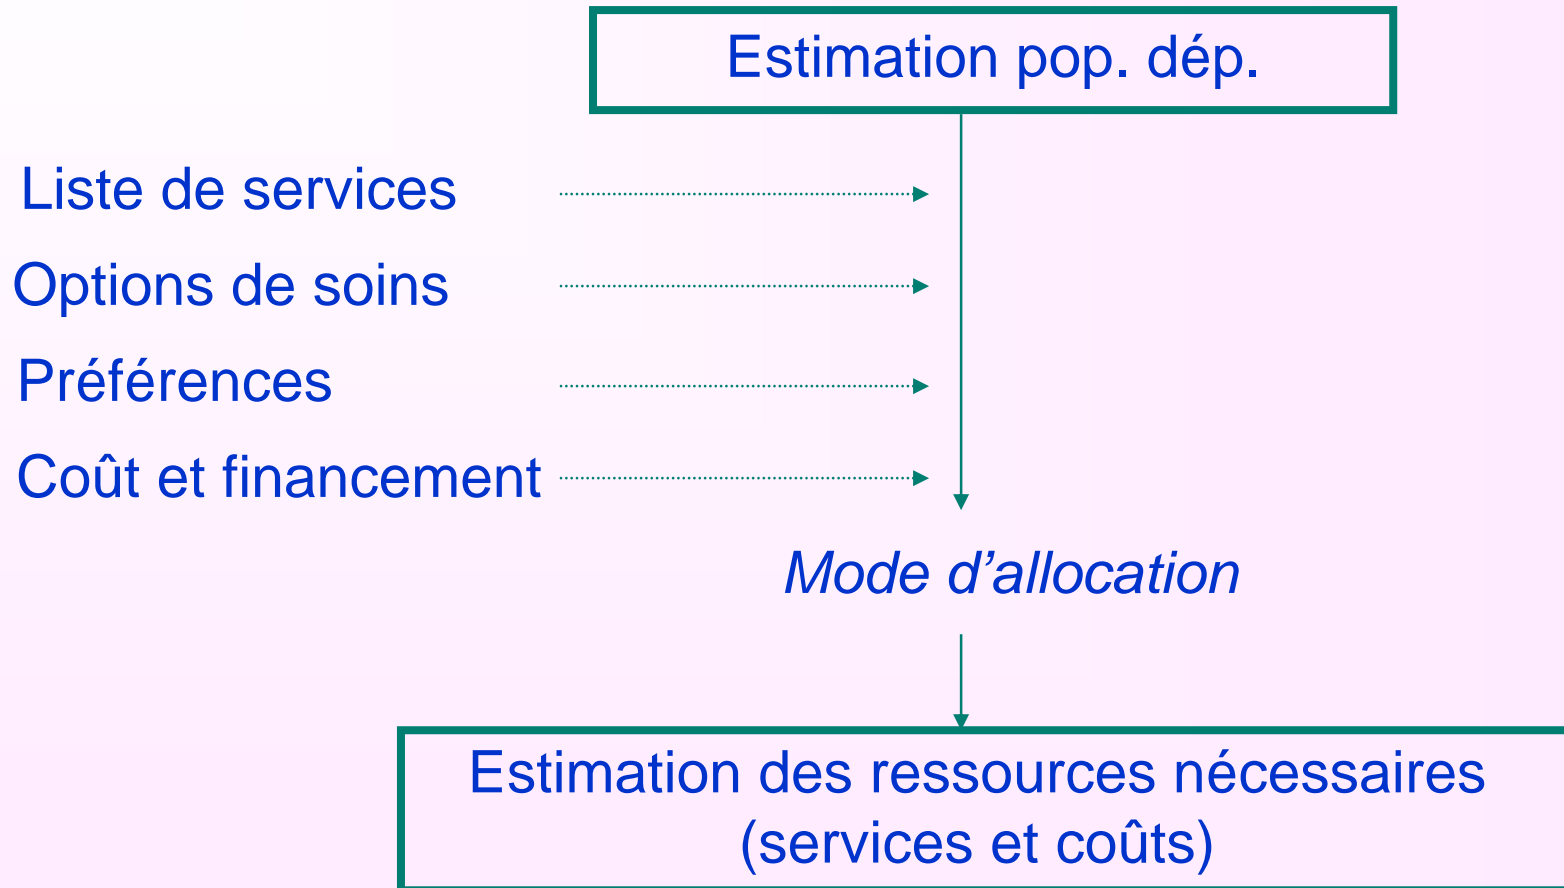 Estimation pop. dép.
Liste de services
Options de soins
Préférences
Coût et financement
Mode d’allocation
Estimation des ressources nécessaires
(services et coûts)